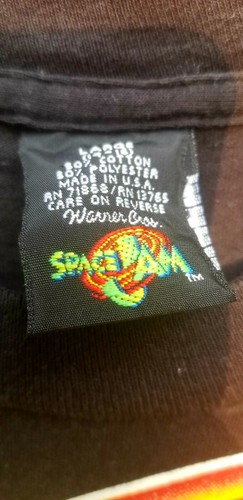 LARGE
50% COTTON
50% POLYESTER
MADE IN U.S.A.
RN 71868/RN 13765
CARE ON REVERSE
Warner Bros.
SPACE JAM
TM